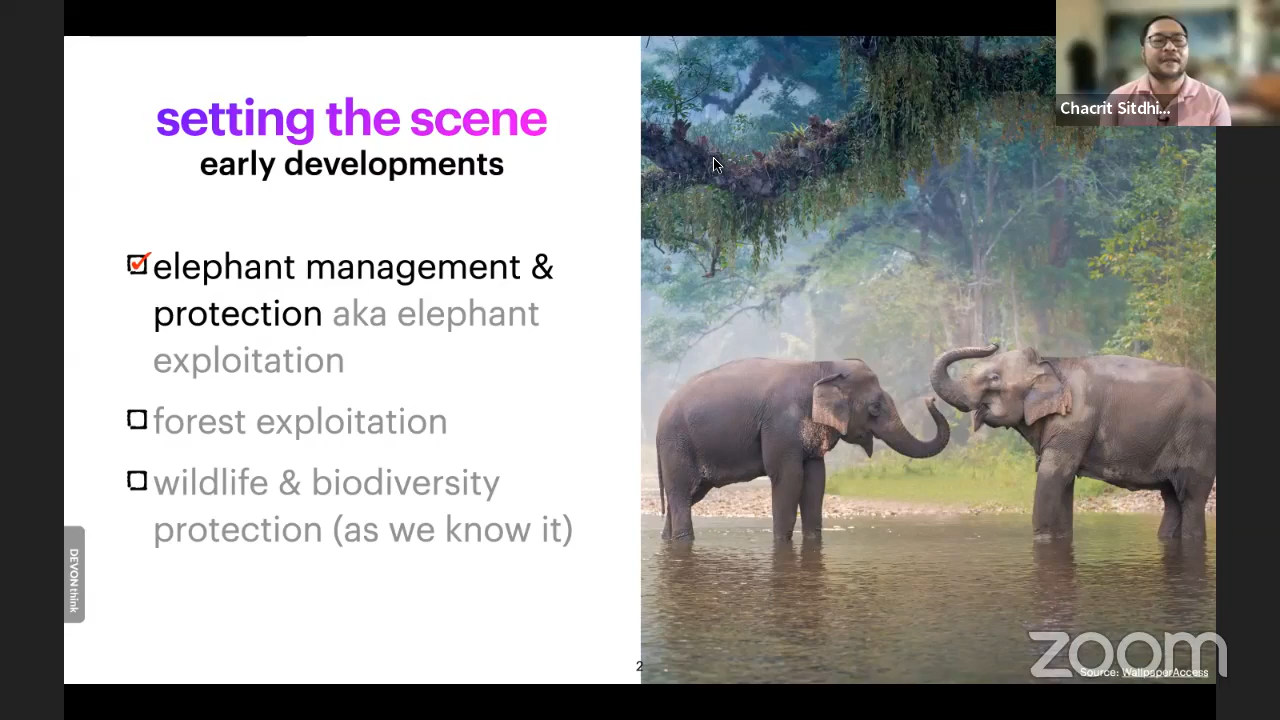 setting the scene
early developments
elephant management &
protection aka elephant
exploitation
forest exploitation
wildlife & biodiversity
protection (as we know it)
DEVONthink
2
Chacrit Sitdhi...
zoom
Source: WallpaperAccess